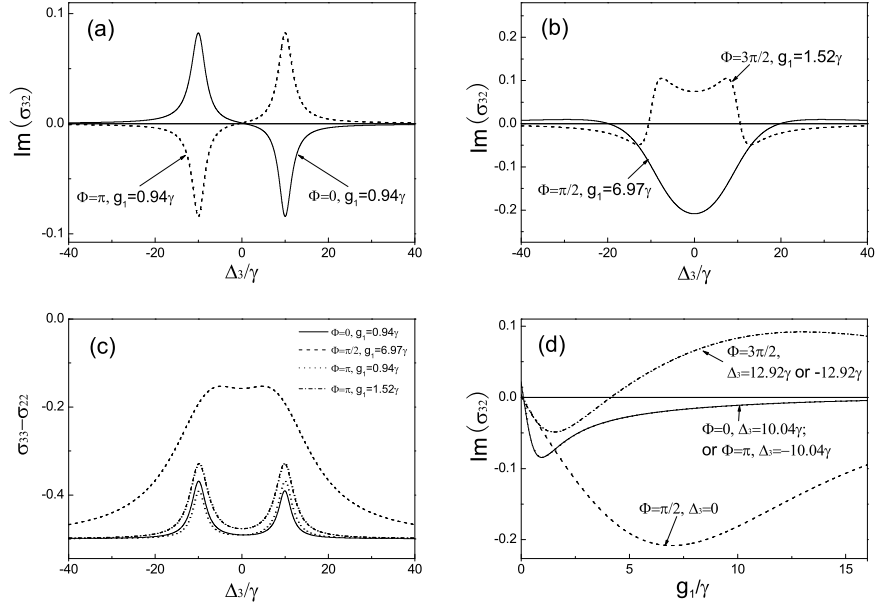 (a)
Im (σ32)
0.1
0.0
-0.1
Φ=π, g1=0.94γ
Φ=0, g1=0.94γ
-40 -20 0 20 40
Δ3/γ
(b)
Im (σ32)
0.2
0.1
0.0
-0.1
-0.2
Φ=3π/2, g1=1.52γ
Φ=π/2, g1=6.97γ
-40 -20 0 20 40
Δ3/γ
(c)
σ33−σ22
0.0
-0.2
-0.4
Φ=0, g1=0.94γ
Φ=π/2, g1=6.97γ
Φ=π, g1=0.94γ
Φ=π, g1=1.52γ
-40 -20 0 20 40
Δ3/γ
(d)
Im (σ32)
0.1
0.0
-0.1
-0.2
Φ=3π/2,
Δ3=12.92γ or -12.92γ
Φ=0, Δ3=10.04γ;
or Φ=π, Δ3=−10.04γ
Φ=π/2, Δ3=0
0 5 10 15
g1/γ